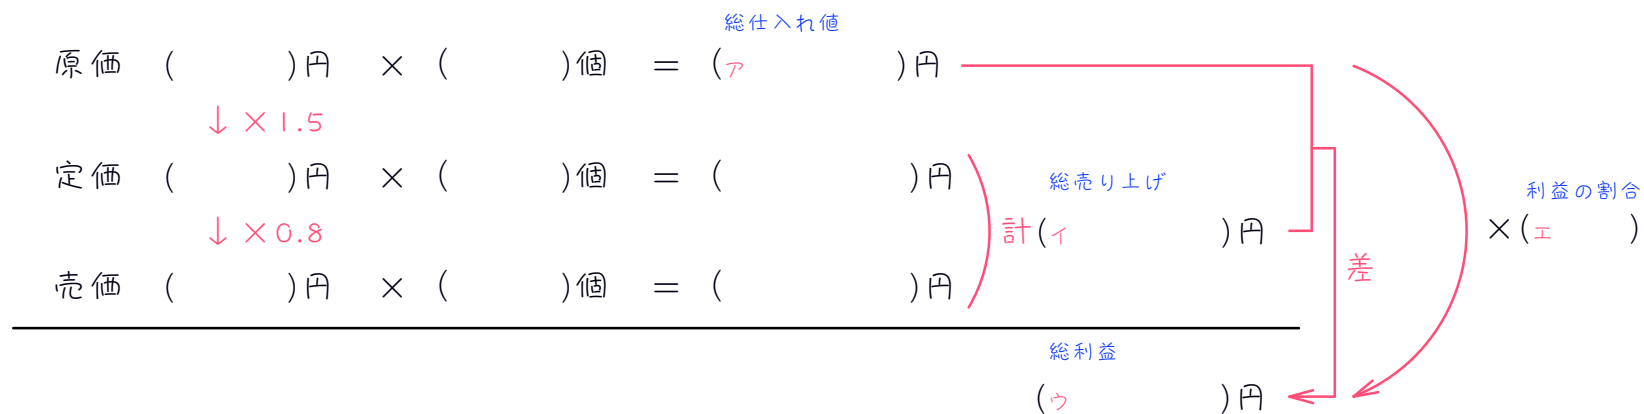 総仕入れ値
原価 ( )円 × ( )個 = (ア )円
↓×1.5
定価 ( )円 × ( )個 = ( )円
総売り上げ
利益の割合
↓×0.8
計(イ )円
×(エ )
差
売価 ( )円 × ( )個 = ( )円
総利益
(ウ )円